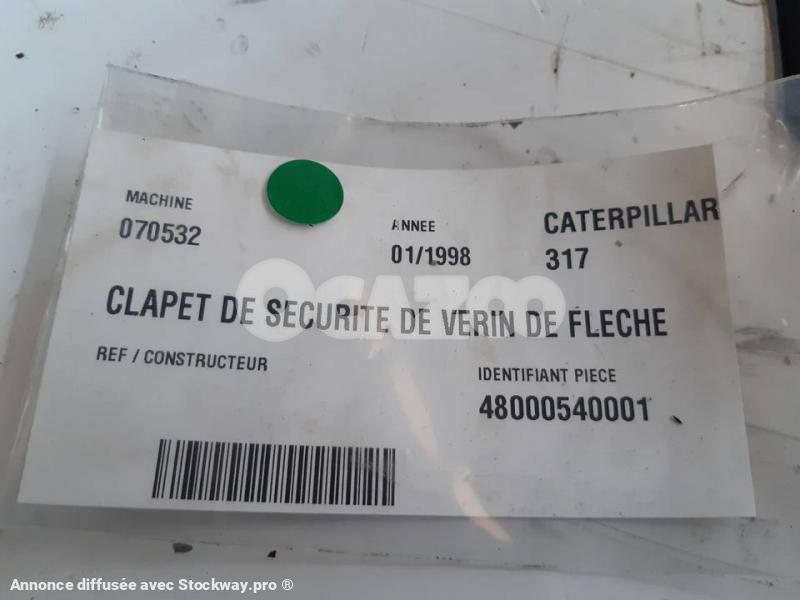 MACHINE
070532
ANNEE
01/1998
CATERPILLAR
317
OCAZOO
CLAPET DE SECURITE DE VERIN DE FLECHE
REF / CONSTRUCTEUR
IDENTIFIANT PIECE
48000540001
Annonce diffusée avec Stockway.pro ®